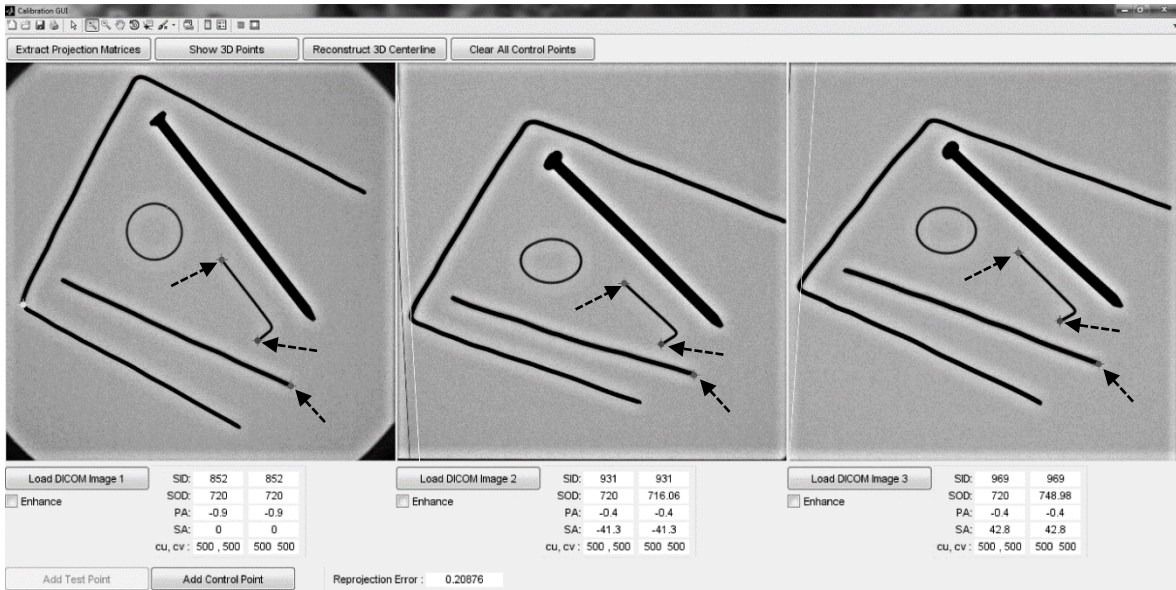 Calibration GUI
Extract Projection Matrices Show 3D Points Reconstruct 3D Centerline Clear All Control Points
Load DICOM Image 1 SID: 852 852 Load DICOM Image 2 SID: 931 931 Load DICOM Image 3 SID: 969 969
Enhance SOD: 720 720 Enhance SOD: 720 716.06 Enhance SOD: 720 748.98
PA: -0.9 -0.9 PA: -0.4 -0.4 PA: -0.4 -0.4
SA: 0 0 SA: -41.3 -41.3 SA: 42.8 42.8
cu, cv : 500 , 500 500 500 cu, cv : 500 , 500 500 500 cu, cv : 500 , 500 500 500
Add Test Point Add Control Point Reprojection Error : 0.20876